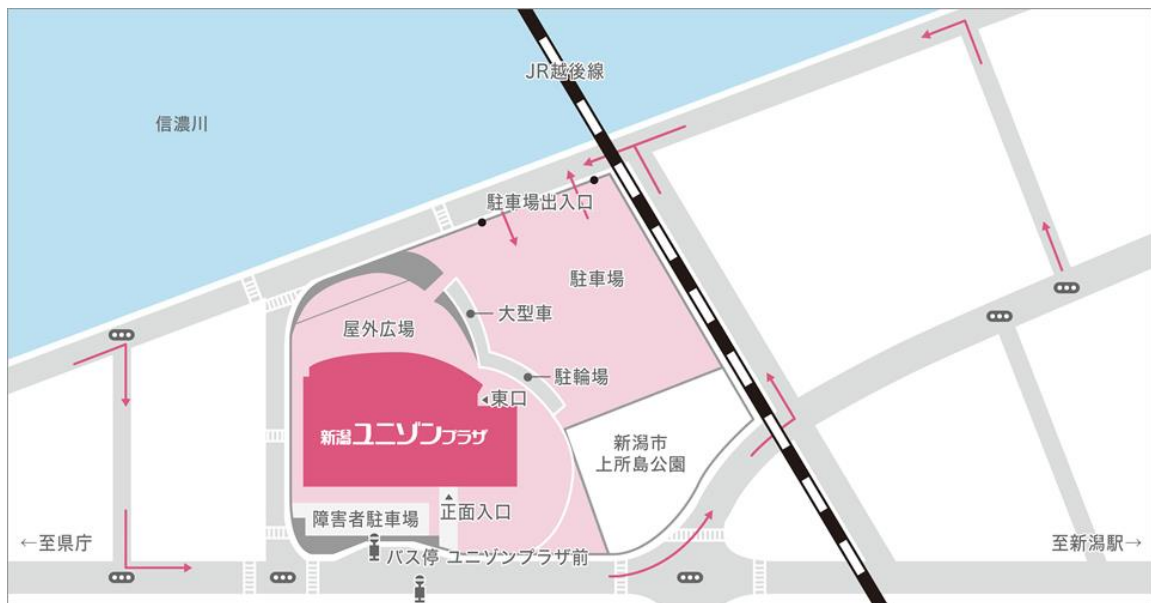 JR越後線
信濃川
駐車場出入口
駐車場
大型車
屋外広場
駐輪場
東口
新潟ユニゾンプラザ
新潟市
上所島公園
障害者駐車場
正面入口
←至県庁
バス停 ユニゾンプラザ前
至新潟駅→